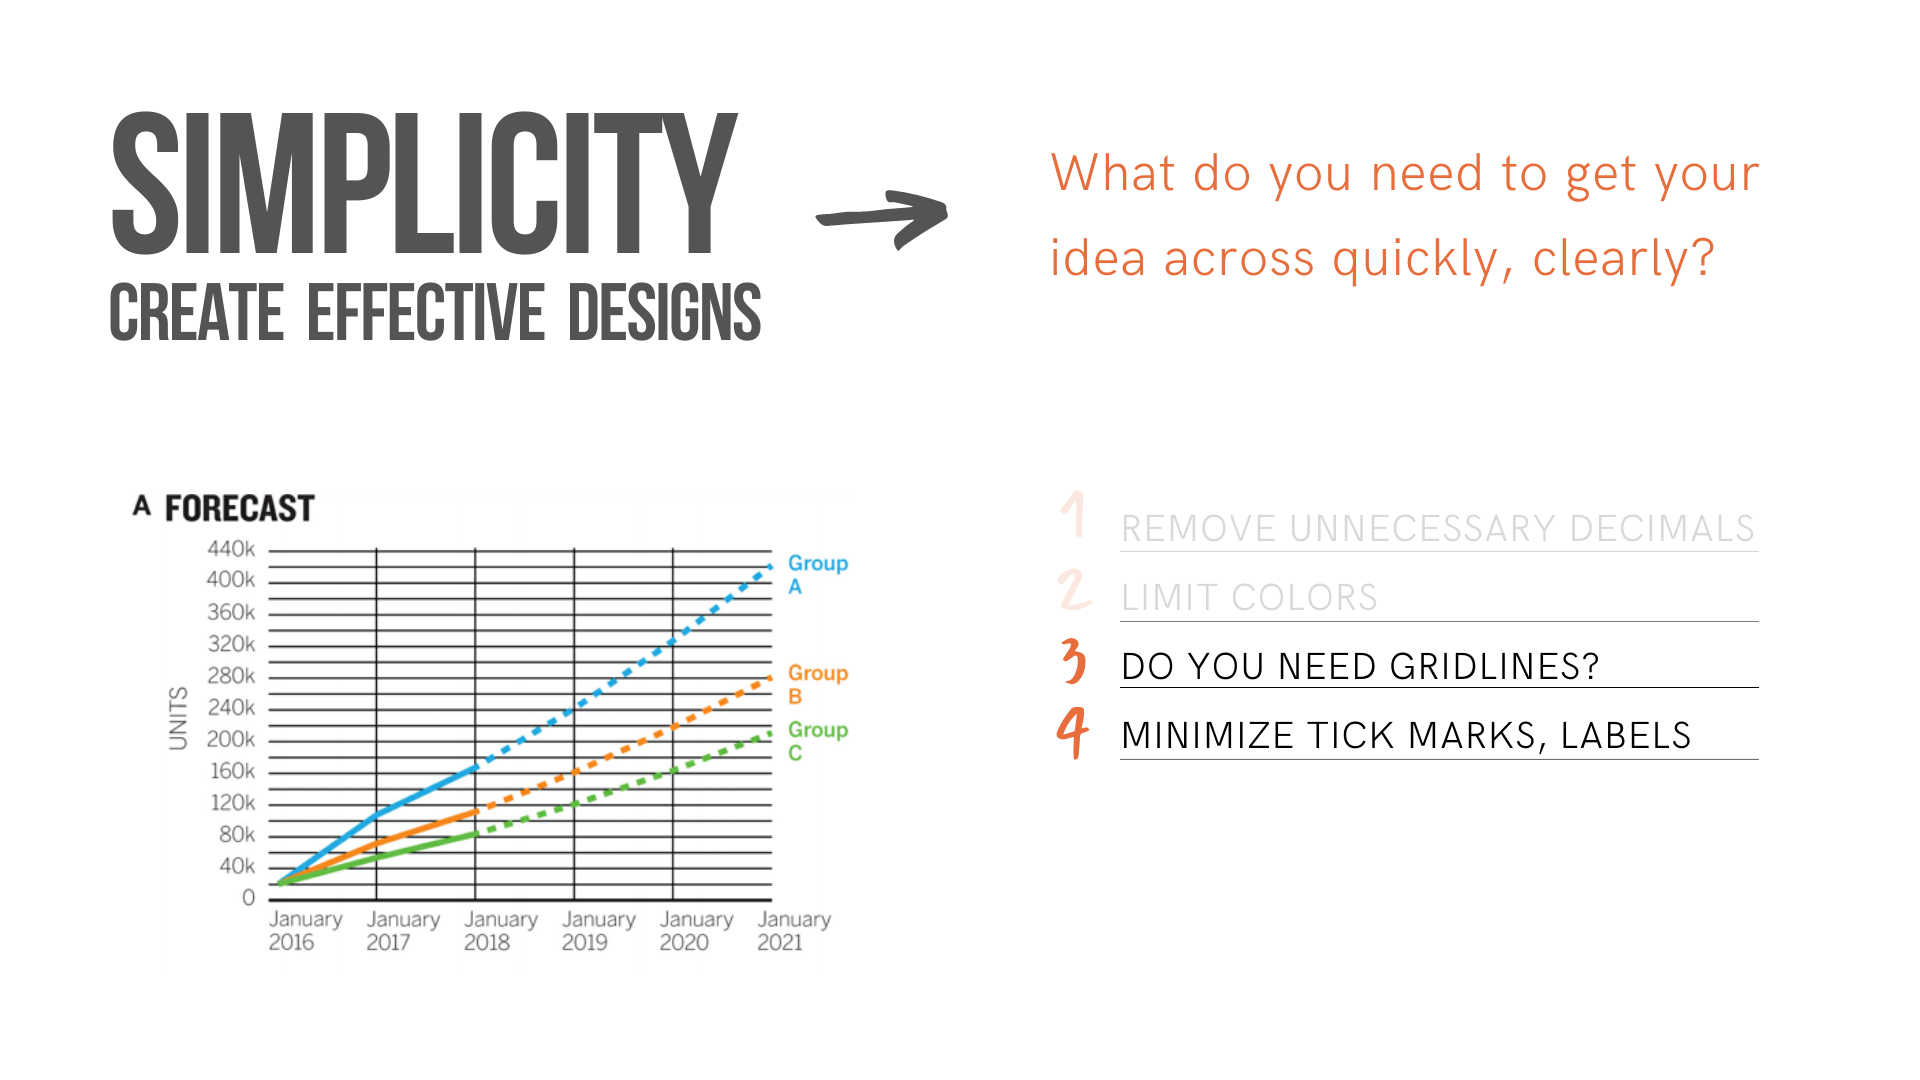 SIMPLICITY
CREATE EFFECTIVE DESIGNS
What do you need to get your
idea across quickly, clearly?
A FORECAST
440k
400k
360k
320k
280k
240k
200k
160k
120k
80k
40k
0
UNITS
Group
A
Group
B
Group
C
January
2016
January
2017
January
2018
January
2019
January
2020
January
2021
1 REMOVE UNNECESSARY DECIMALS
2 LIMIT COLORS
3 DO YOU NEED GRIDLINES?
4 MINIMIZE TICK MARKS, LABELS